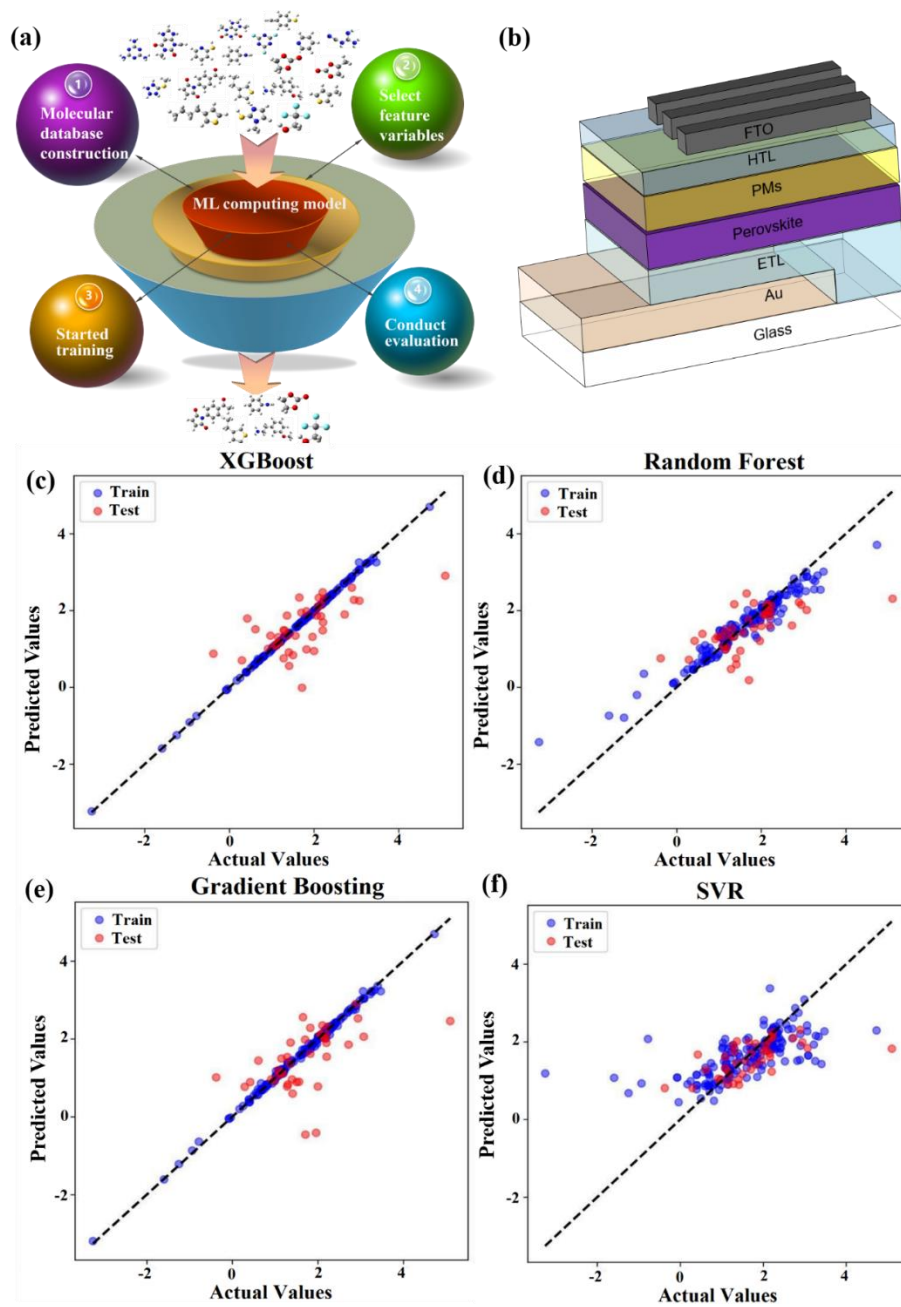 (a)
1
Molecular
database
construction
2
Select
feature
variables
ML computing model
3
Started
training
4
Conduct
evaluation
(b)
FTO
HTL
PMs
Perovskite
ETL
Au
Glass
XGBoost
(c)
Train
Test
4
2
0
-2
Predicted Values
-2
0
2
4
Actual Values
Random Forest
(d)
Train
Test
4
2
0
-2
Predicted Values
-2
0
2
4
Actual Values
Gradient Boosting
(e)
Train
Test
4
2
0
-2
Predicted Values
-2
0
2
4
Actual Values
SVR
(f)
Train
Test
4
2
0
-2
Predicted Values
-2
0
2
4
Actual Values